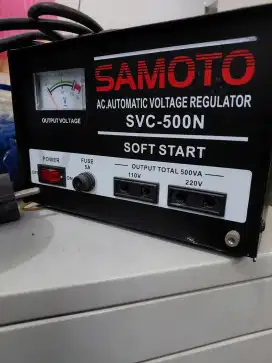 SAMOTO
AC.AUTOMATIC VOLTAGE REGULATOR
SVC-500N
OUTPUT VOLTAGE
SOFT START
POWER
FUSE
5A
OUTPUT TOTAL 500VA
110V
220V